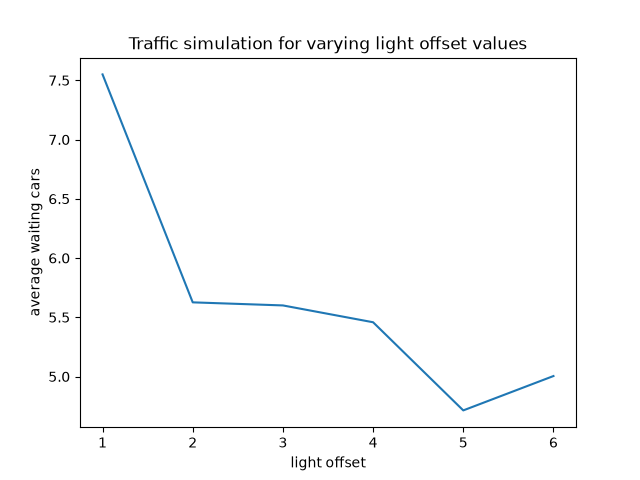 Traffic simulation for varying light offset values
7.5
7.0
6.5
6.0
5.5
5.0
average waiting cars
1 2 3 4 5 6
light offset